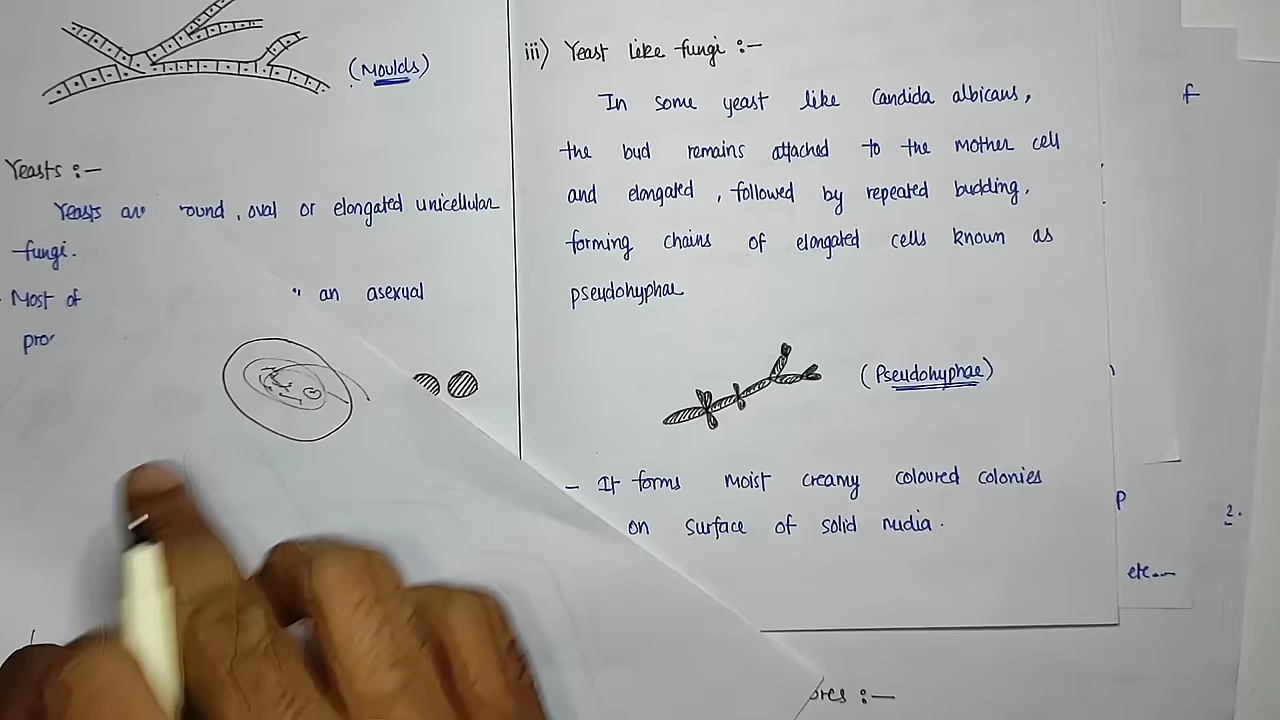 (Moulds)
Yeasts :-
Yeasts are round, oval or elongated unicellular
fungi.
- Most of
an asexual
iii) Yeast like fungi :-
In some yeast like Candida albicans,
the bud remains attached to the mother cell
and elongated, followed by repeated budding,
forming chains of elongated cells known as
pseudohyphae
(Pseudohyphae)
- It forms moist creamy coloured colonies
on surface of solid media.
f
P
2.
etc